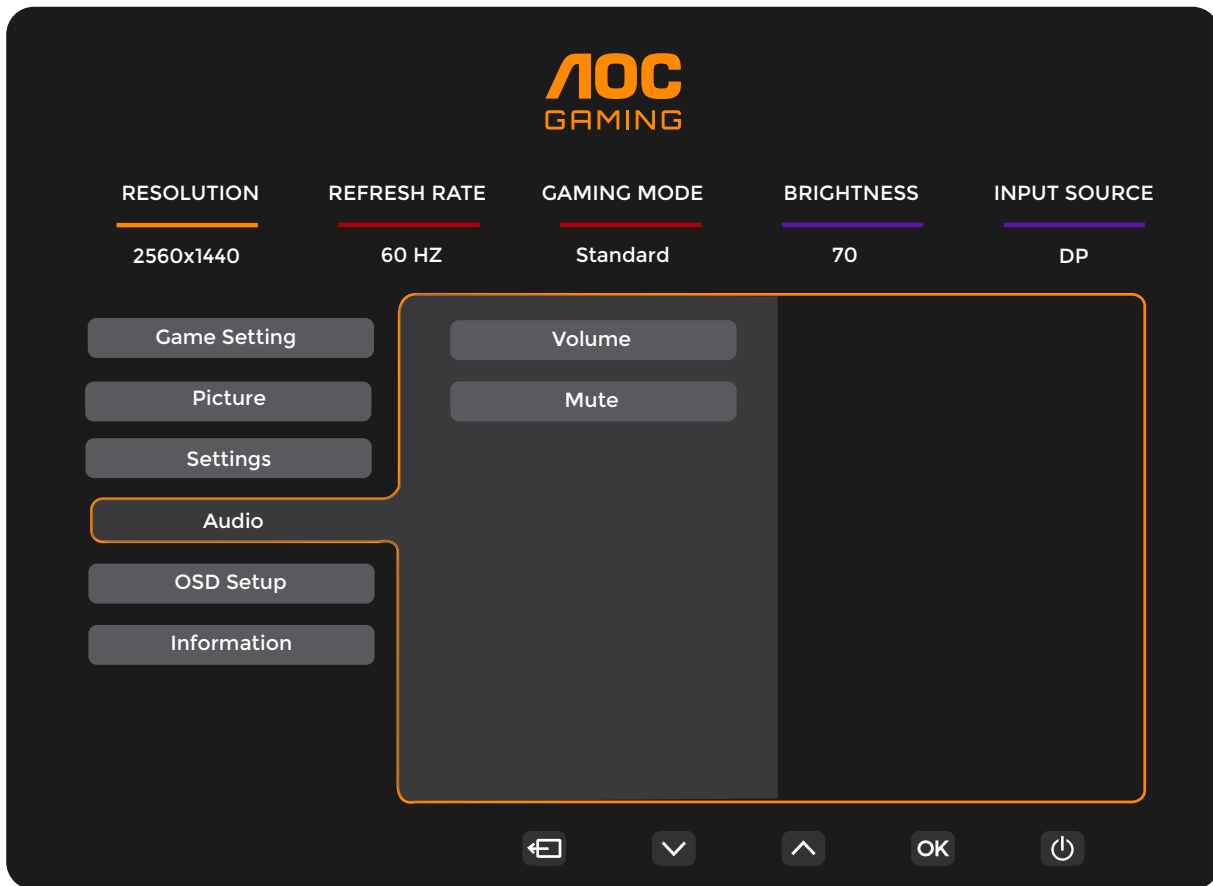 AOC
GAMING
RESOLUTION REFRESH RATE GAMING MODE BRIGHTNESS INPUT SOURCE
2560x1440 60 HZ Standard 70 DP
Game Setting
Picture
Settings
Audio
OSD Setup
Information
Volume
Mute
OK